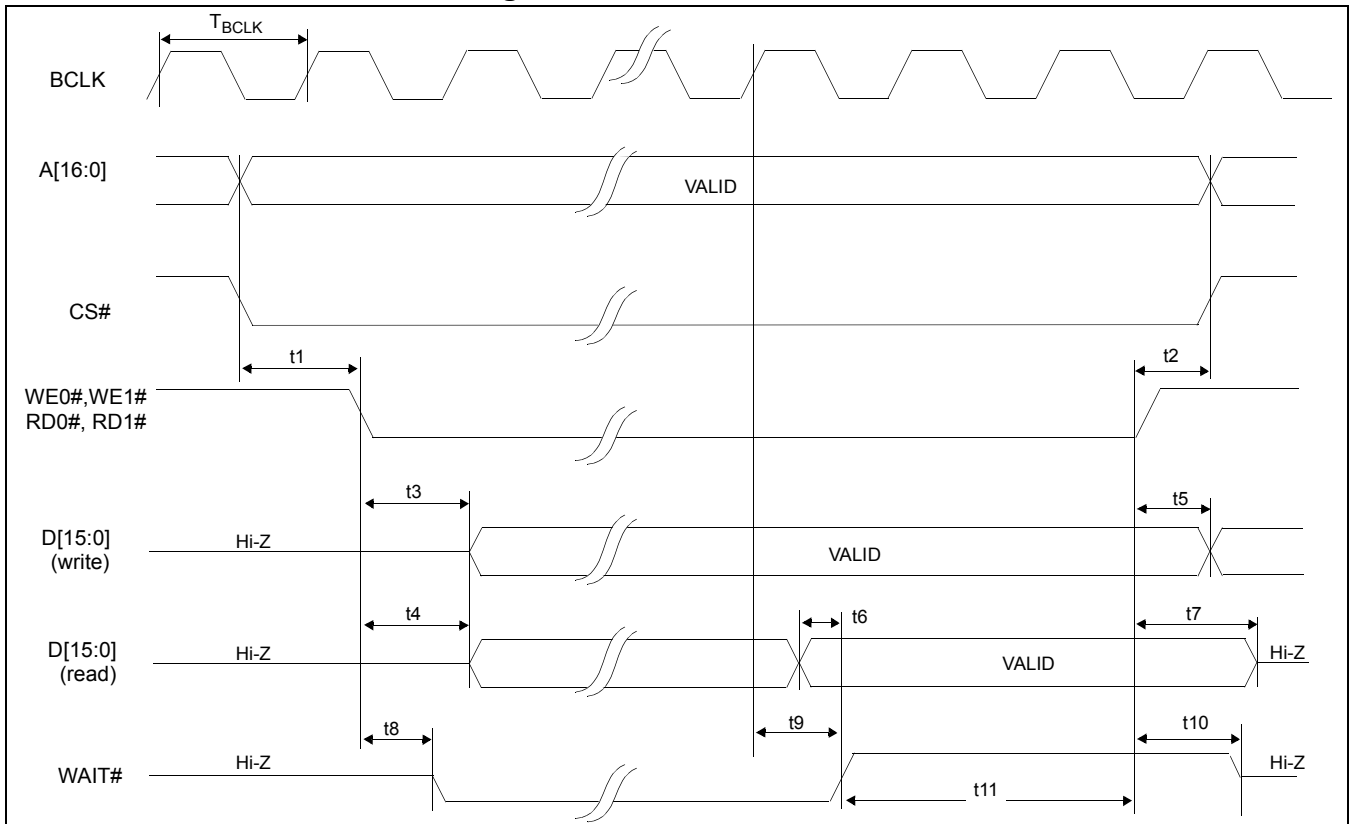 TBCLK
BCLK
A[16:0]
VALID
CS#
t1
t2
WE0#,WE1#
RD0#, RD1#
t3
t5
D[15:0]
(write)
Hi-Z
VALID
t4
t6
t7
D[15:0]
(read)
Hi-Z
VALID
Hi-Z
t8
t9
t10
WAIT#
Hi-Z
Hi-Z
t11